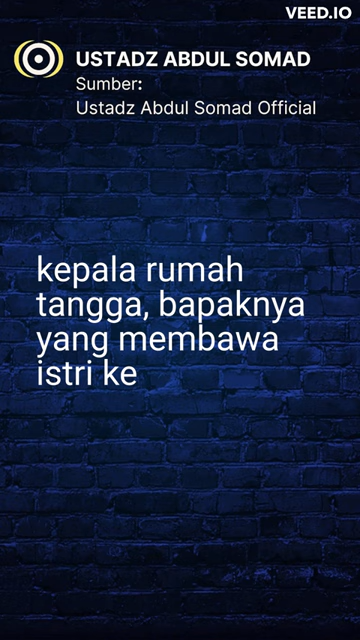 VEED.IO
USTADZ ABDUL SOMAD
Sumber:
Ustadz Abdul Somad Official
kepala rumah
tangga, bapaknya
yang membawa
istri ke